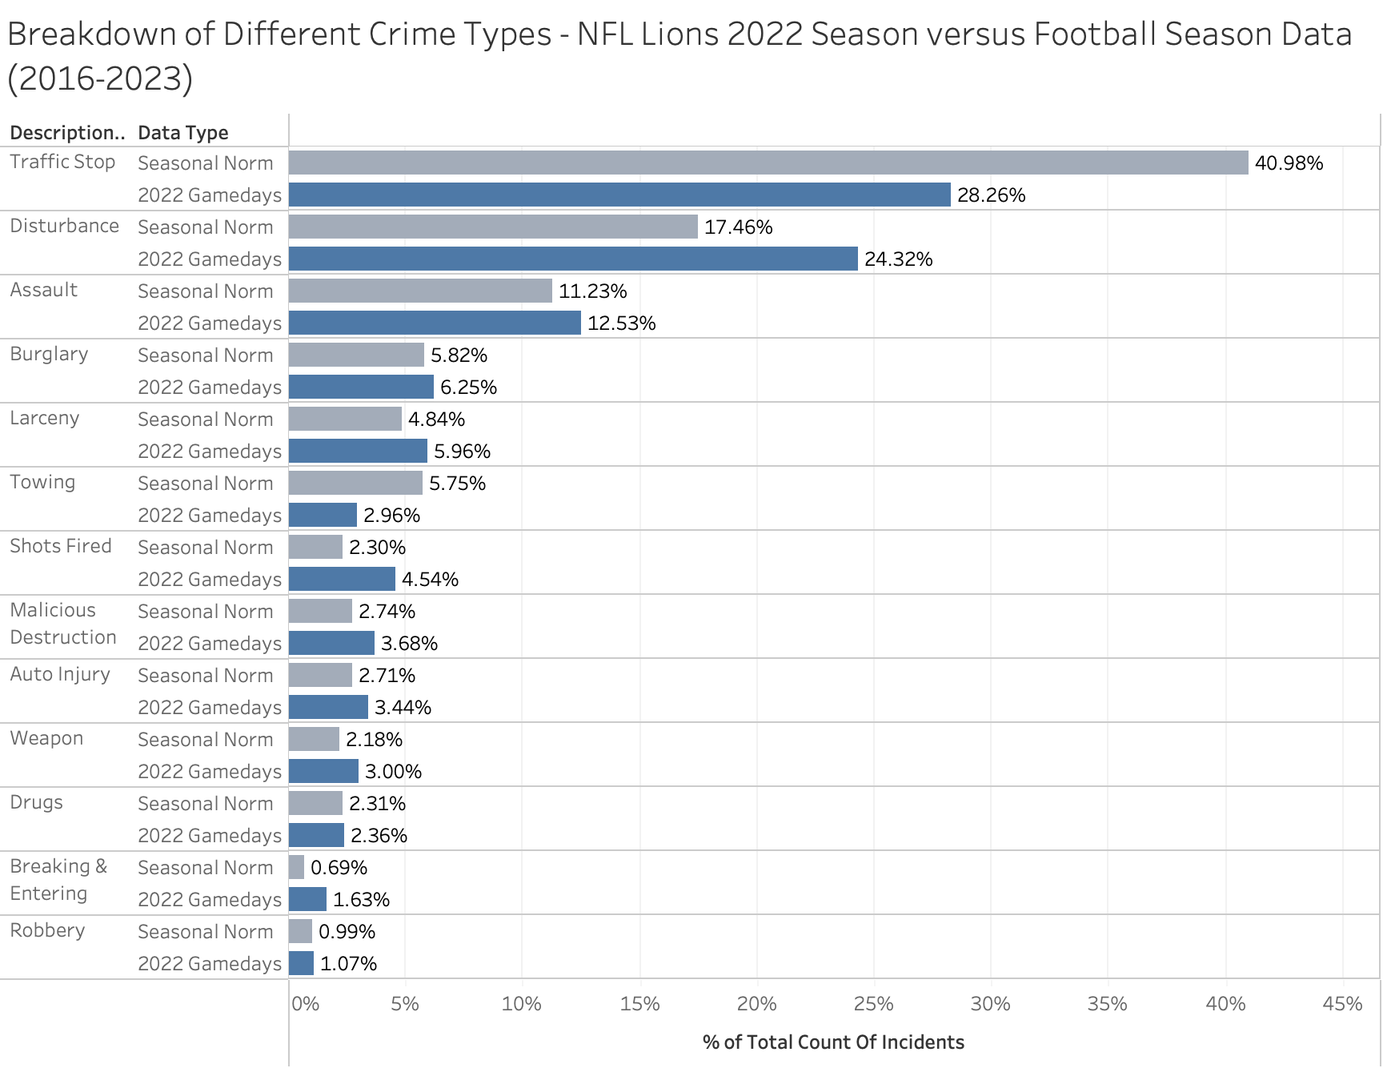 Breakdown of Different Crime Types - NFL Lions 2022 Season versus Football Season Data
(2016-2023)
Description.. Data Type
Traffic Stop Seasonal Norm 40.98%
2022 Gamedays 28.26%
Disturbance Seasonal Norm 17.46%
2022 Gamedays 24.32%
Assault Seasonal Norm 11.23%
2022 Gamedays 12.53%
Burglary Seasonal Norm 5.82%
2022 Gamedays 6.25%
Larceny Seasonal Norm 4.84%
2022 Gamedays 5.96%
Towing Seasonal Norm 5.75%
2022 Gamedays 2.96%
Shots Fired Seasonal Norm 2.30%
2022 Gamedays 4.54%
Malicious Seasonal Norm 2.74%
Destruction 2022 Gamedays 3.68%
Auto Injury Seasonal Norm 2.71%
2022 Gamedays 3.44%
Weapon Seasonal Norm 2.18%
2022 Gamedays 3.00%
Drugs Seasonal Norm 2.31%
2022 Gamedays 2.36%
Breaking & Seasonal Norm 0.69%
Entering 2022 Gamedays 1.63%
Robbery Seasonal Norm 0.99%
2022 Gamedays 1.07%
0% 5% 10% 15% 20% 25% 30% 35% 40% 45%
% of Total Count Of Incidents